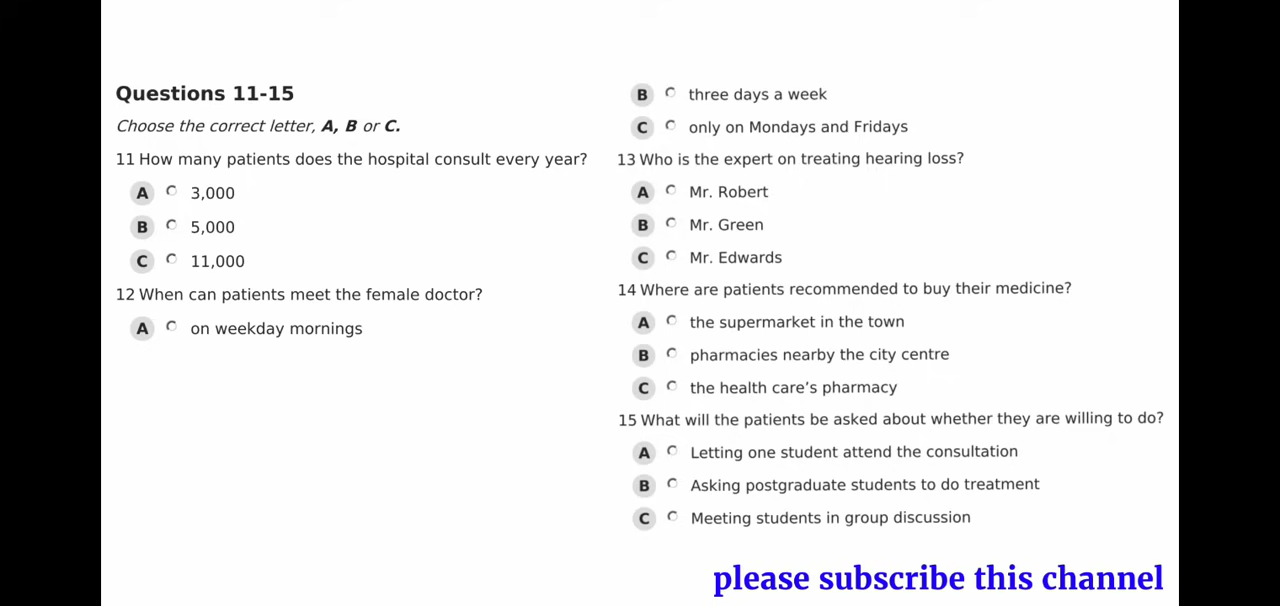 Questions 11-15
Choose the correct letter, A, B or C.
11 How many patients does the hospital consult every year?
A 3,000
B 5,000
C 11,000
12 When can patients meet the female doctor?
A on weekday mornings
B three days a week
C only on Mondays and Fridays
13 Who is the expert on treating hearing loss?
A Mr. Robert
B Mr. Green
C Mr. Edwards
14 Where are patients recommended to buy their medicine?
A the supermarket in the town
B pharmacies nearby the city centre
C the health care’s pharmacy
15 What will the patients be asked about whether they are willing to do?
A Letting one student attend the consultation
B Asking postgraduate students to do treatment
C Meeting students in group discussion
please subscribe this channel